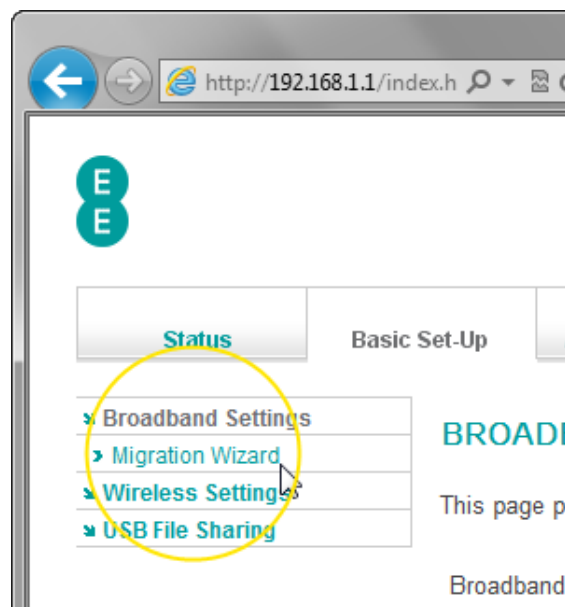 http://192.168.1.1/index.h
E
E
Status
Basic Set-Up
Broadband Settings
Migration Wizard
Wireless Settings
USB File Sharing
BROAD
This page p
Broadband